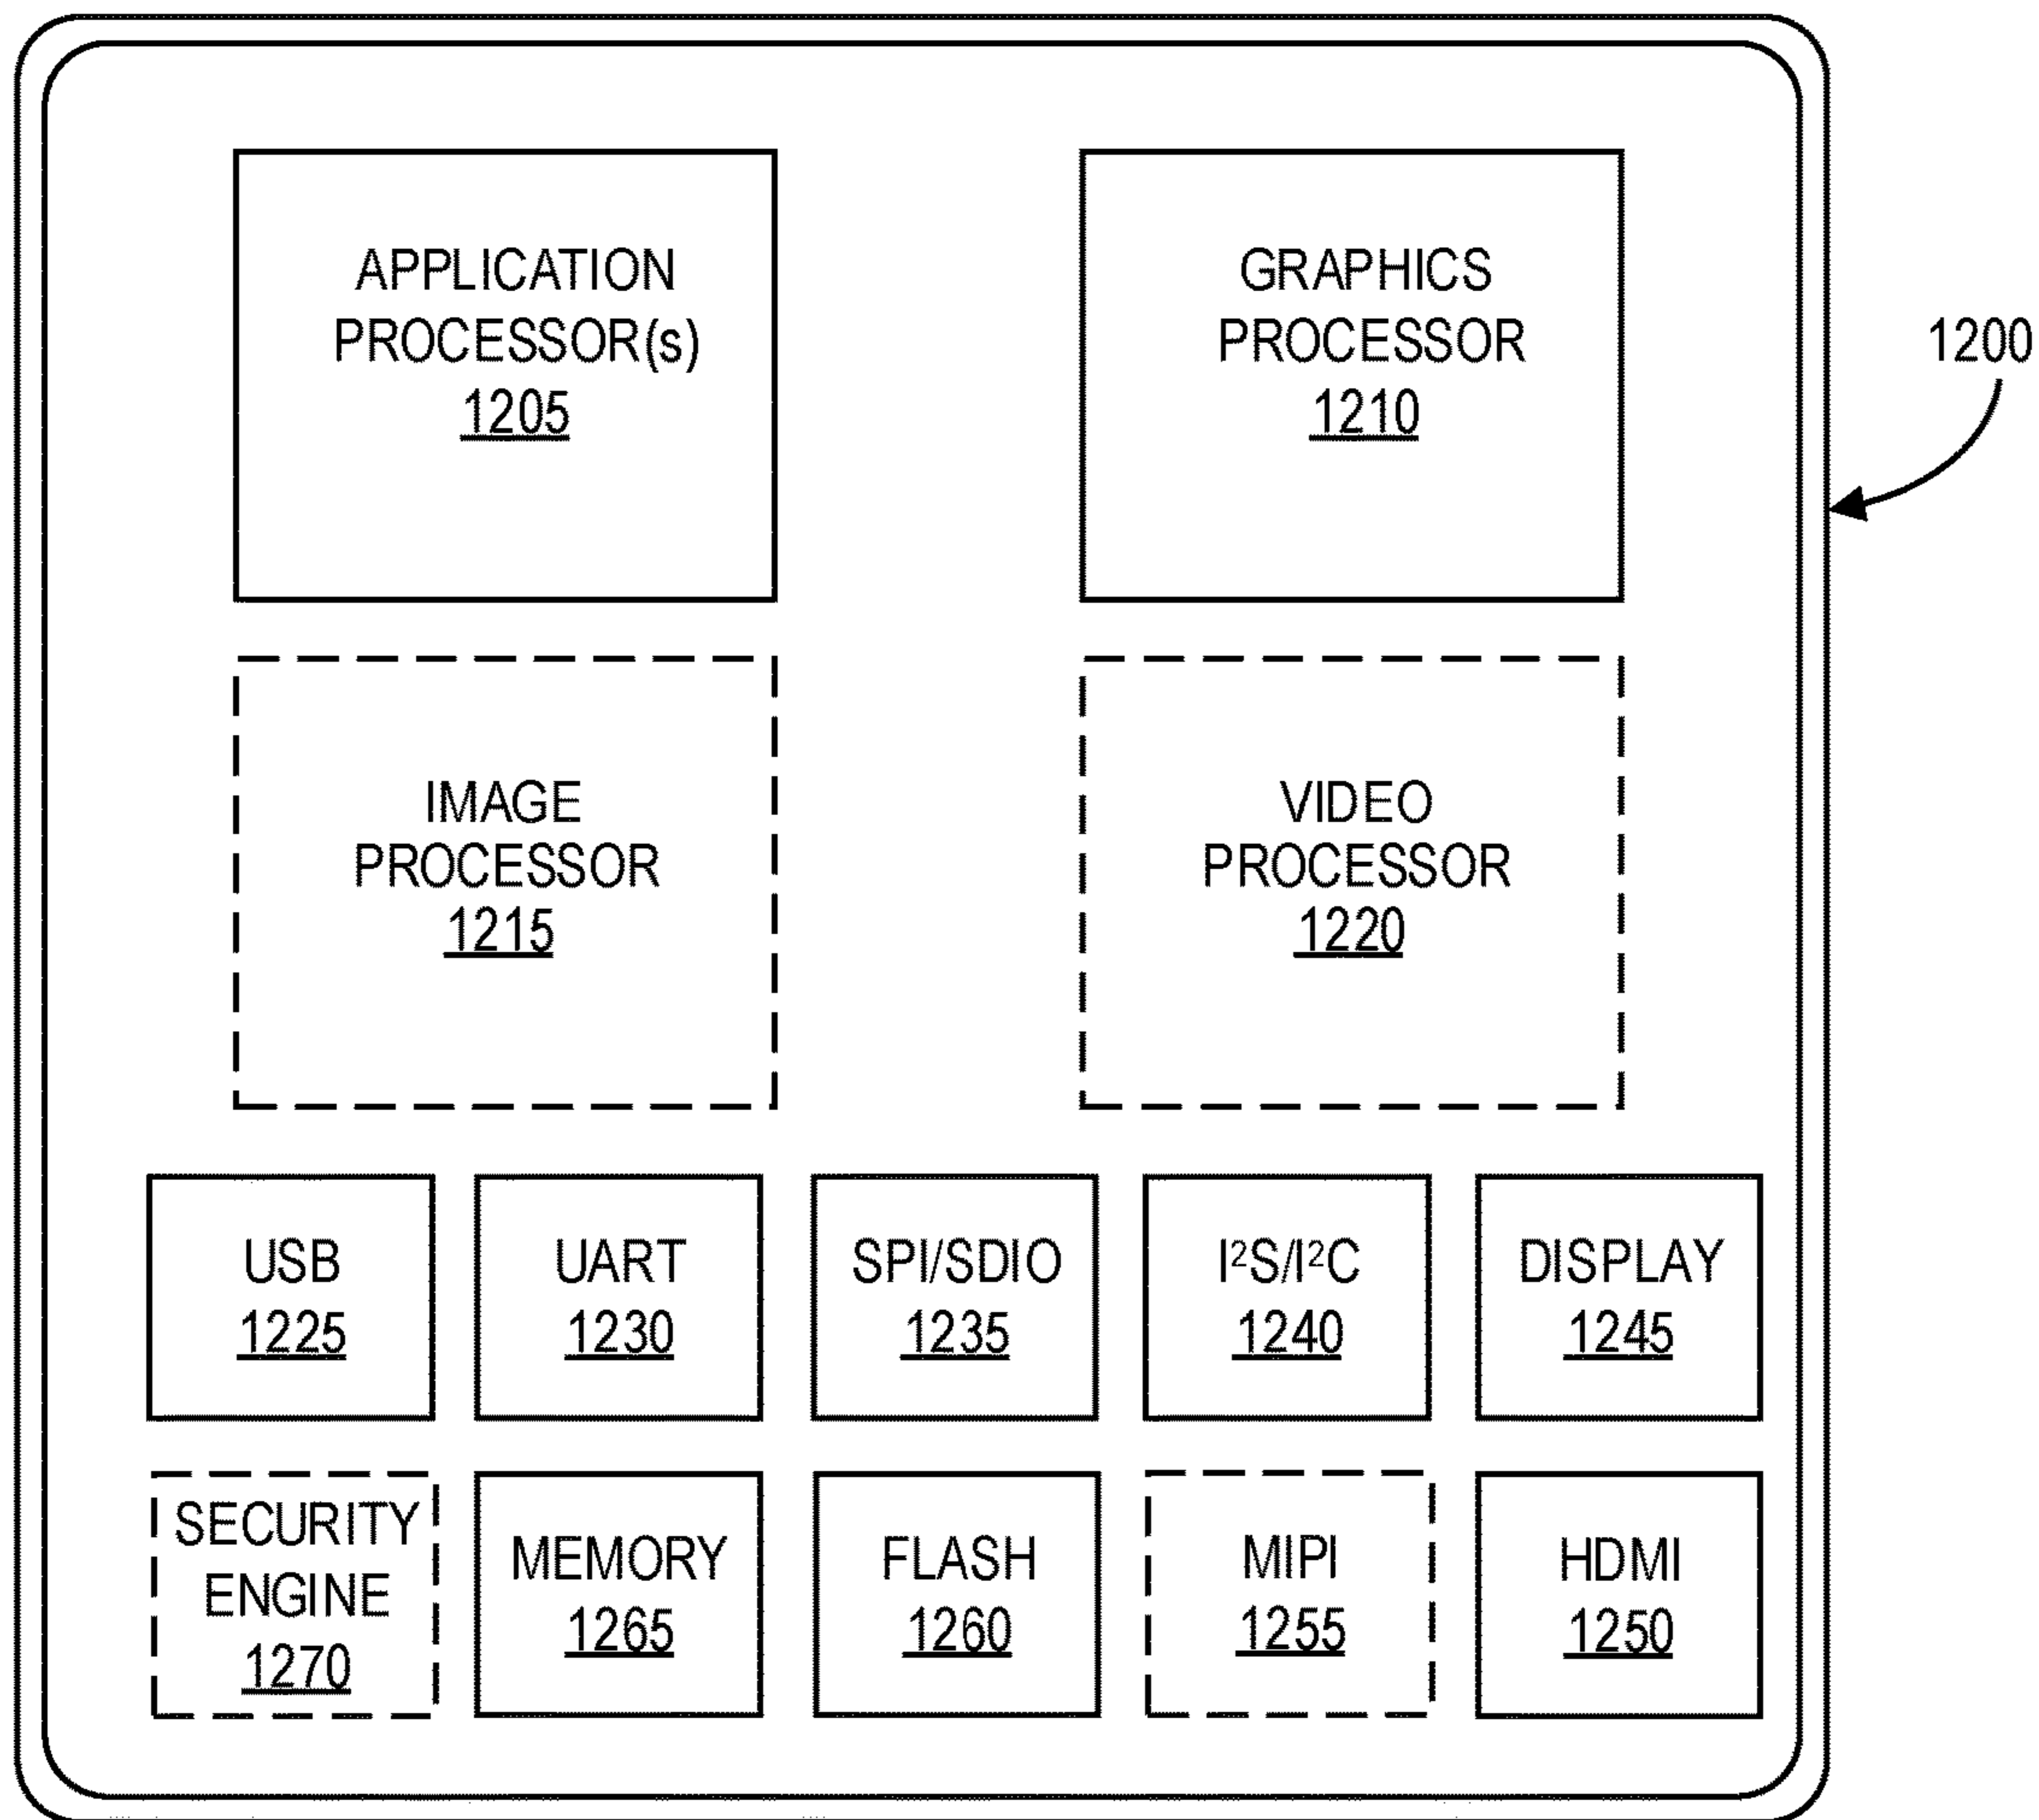 APPLICATION
PROCESSOR(s)
1205
GRAPHICS
PROCESSOR
1210
1200
IMAGE
PROCESSOR
1215
VIDEO
PROCESSOR
1220
USB
1225
UART
1230
SPI/SDIO
1235
I²S/I²C
1240
DISPLAY
1245
SECURITY
ENGINE
1270
MEMORY
1265
FLASH
1260
MIPI
1255
HDMI
1250